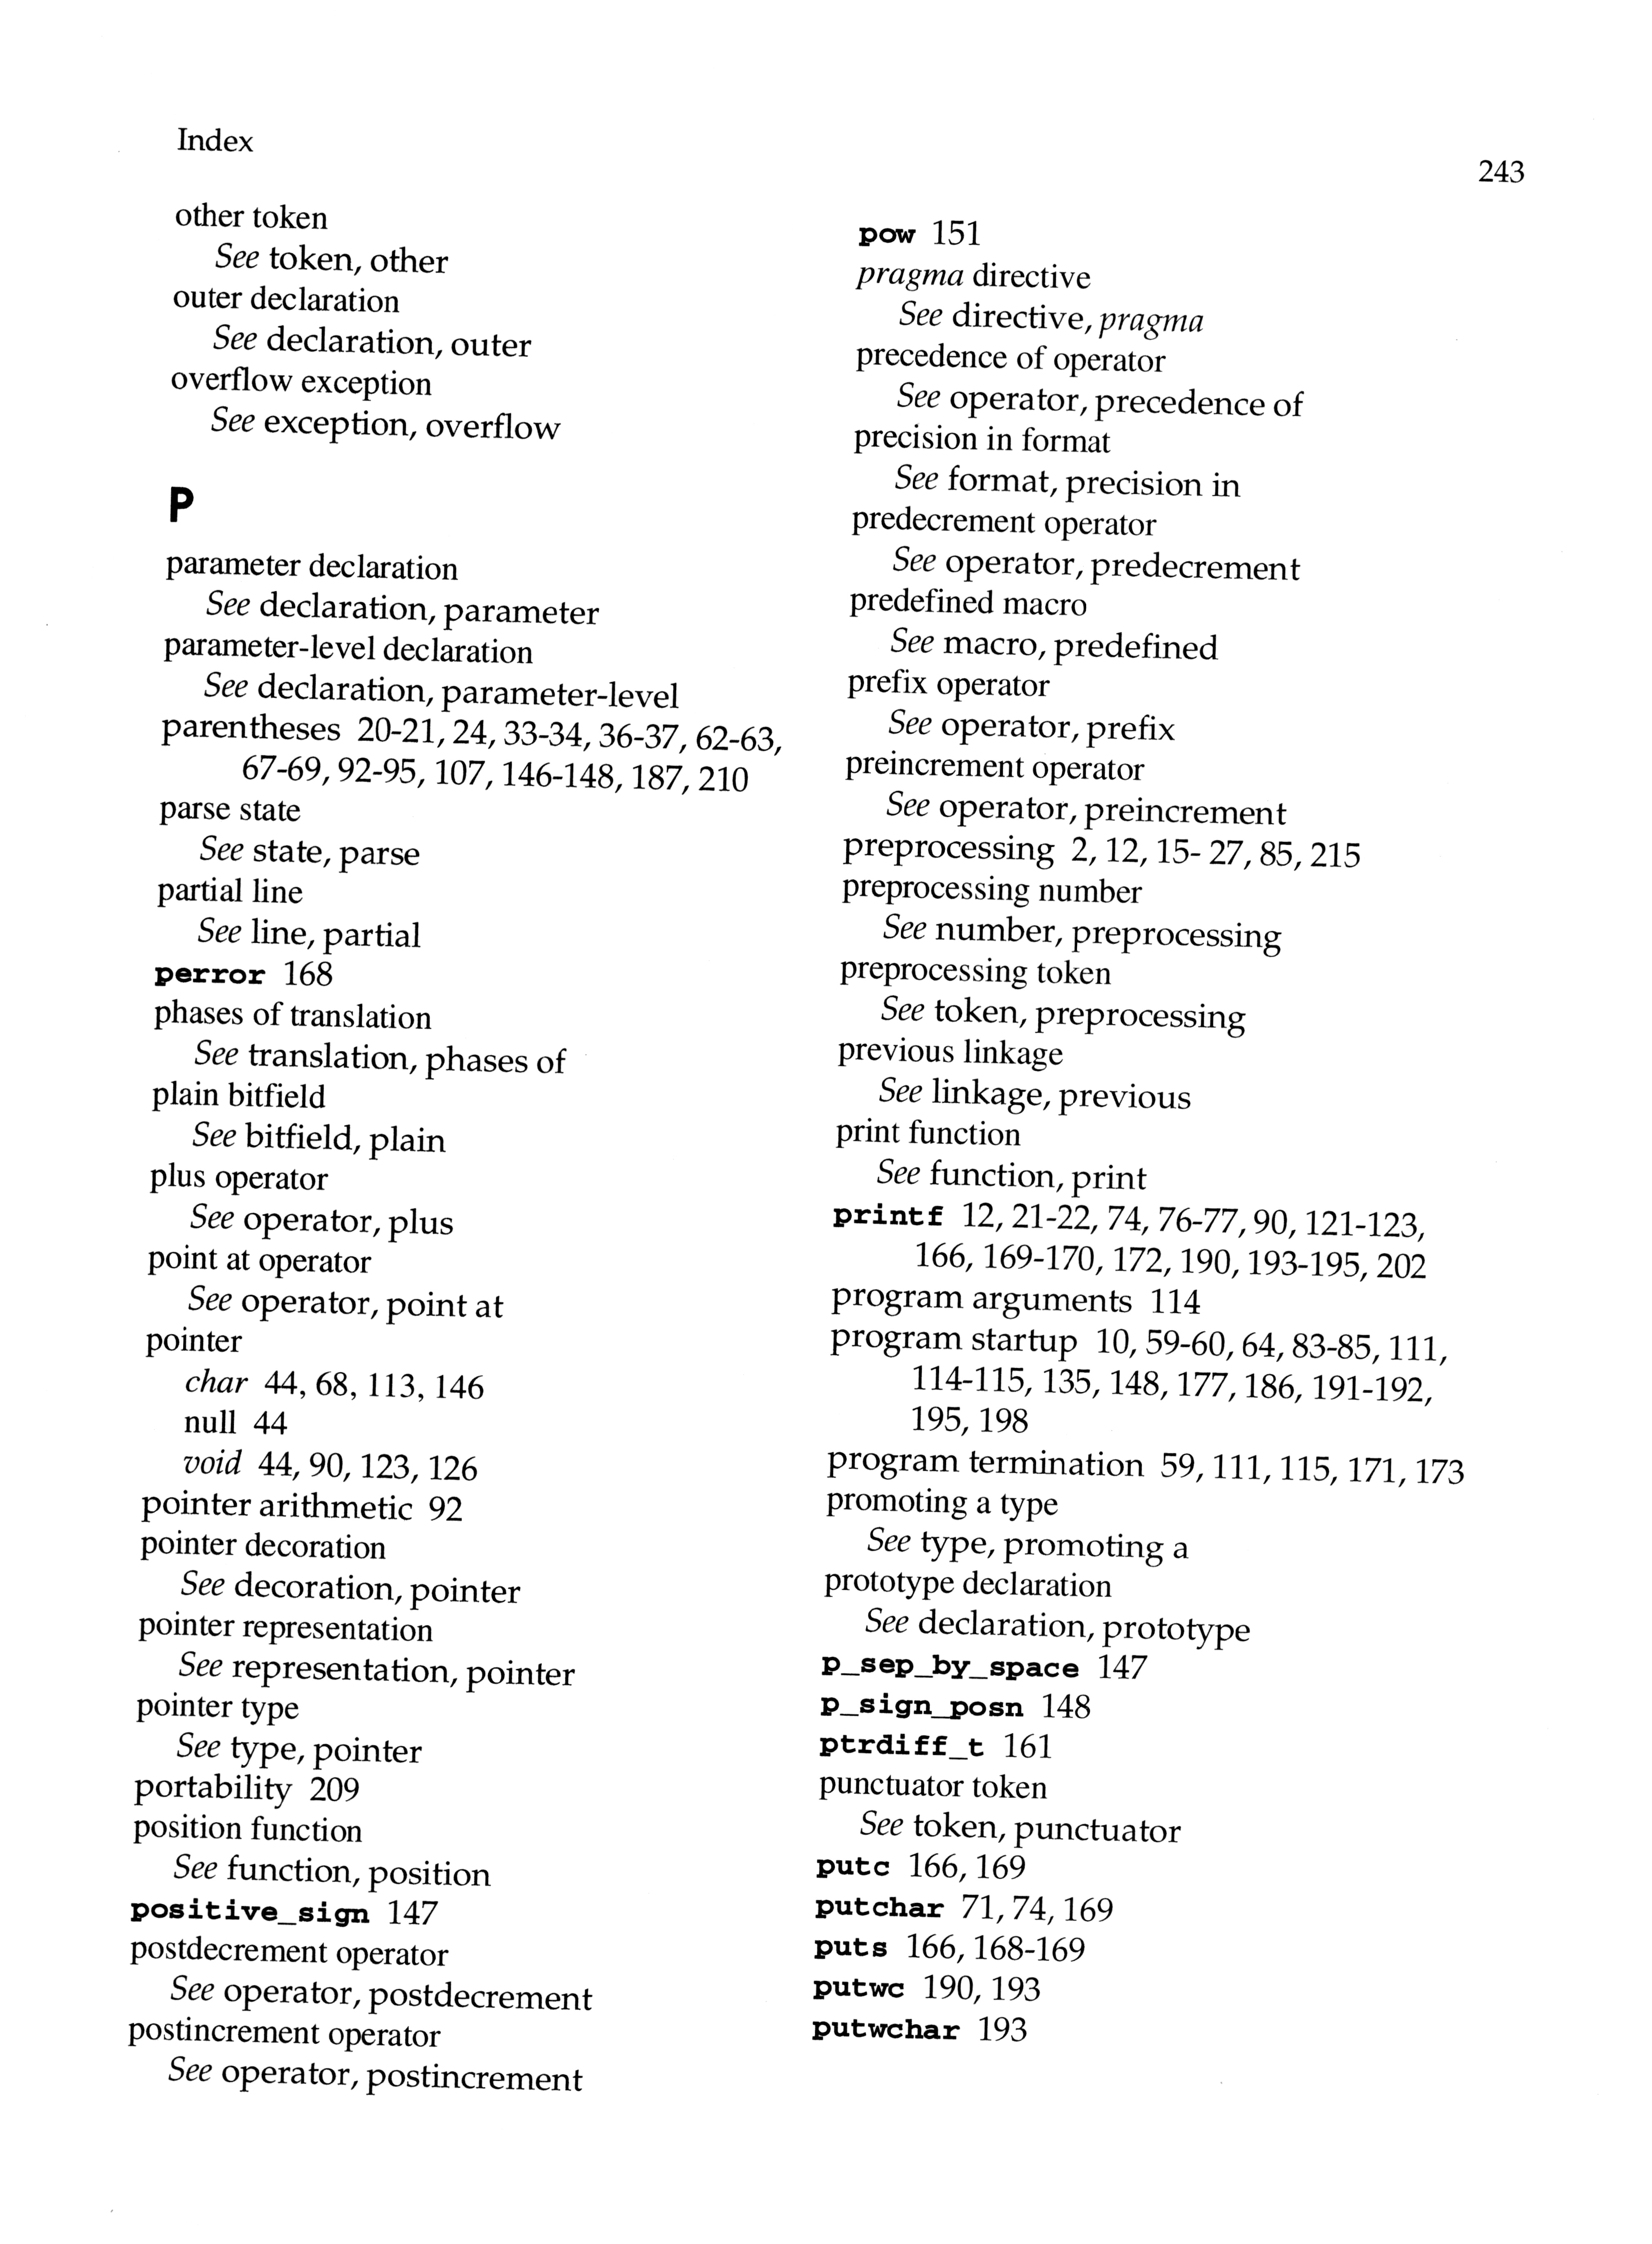 Index
243
other token
See token, other
outer declaration
See declaration, outer
overflow exception
See exception, overflow
P
parameter declaration
See declaration, parameter
parameter-level declaration
See declaration, parameter-level
parentheses 20-21, 24, 33-34, 36-37, 62-63,
67-69, 92-95, 107, 146-148, 187, 210
parse state
See state, parse
partial line
See line, partial
perror 168
phases of translation
See translation, phases of
plain bitfield
See bitfield, plain
plus operator
See operator, plus
point at operator
See operator, point at
pointer
char 44, 68, 113, 146
null 44
void 44, 90, 123, 126
pointer arithmetic 92
pointer decoration
See decoration, pointer
pointer representation
See representation, pointer
pointer type
See type, pointer
portability 209
position function
See function, position
positive_sign 147
postdecrement operator
See operator, postdecrement
postincrement operator
See operator, postincrement
pow 151
pragma directive
See directive, pragma
precedence of operator
See operator, precedence of
precision in format
See format, precision in
predecrement operator
See operator, predecrement
predefined macro
See macro, predefined
prefix operator
See operator, prefix
preincrement operator
See operator, preincrement
preprocessing 2, 12, 15- 27, 85, 215
preprocessing number
See number, preprocessing
preprocessing token
See token, preprocessing
previous linkage
See linkage, previous
print function
See function, print
printf 12, 21-22, 74, 76-77, 90, 121-123,
166, 169-170, 172, 190, 193-195, 202
program arguments 114
program startup 10, 59-60, 64, 83-85, 111,
114-115, 135, 148, 177, 186, 191-192,
195, 198
program termination 59, 111, 115, 171, 173
promoting a type
See type, promoting a
prototype declaration
See declaration, prototype
p_sep_by_space 147
p_sign_posn 148
ptrdiff_t 161
punctuator token
See token, punctuator
putc 166, 169
putchar 71, 74, 169
puts 166, 168-169
putwc 190, 193
putwchar 193